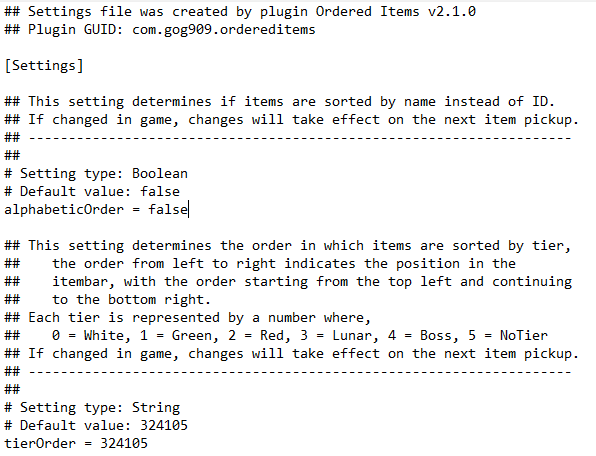 ## Settings file was created by plugin Ordered Items v2.1.0
## Plugin GUID: com.gog909.ordereditems

[Settings]

## This setting determines if items are sorted by name instead of ID.
## If changed in game, changes will take effect on the next item pickup.
## --------------------------------------------------------------------
##
# Setting type: Boolean
# Default value: false
alphabeticOrder = false

## This setting determines the order in which items are sorted by tier,
##    the order from left to right indicates the position in the
##    itembar, with the order starting from the top left and continuing
##    to the bottom right.
## Each tier is represented by a number where,
##    0 = White, 1 = Green, 2 = Red, 3 = Lunar, 4 = Boss, 5 = NoTier
## If changed in game, changes will take effect on the next item pickup.
## --------------------------------------------------------------------
##
# Setting type: String
# Default value: 324105
tierOrder = 324105